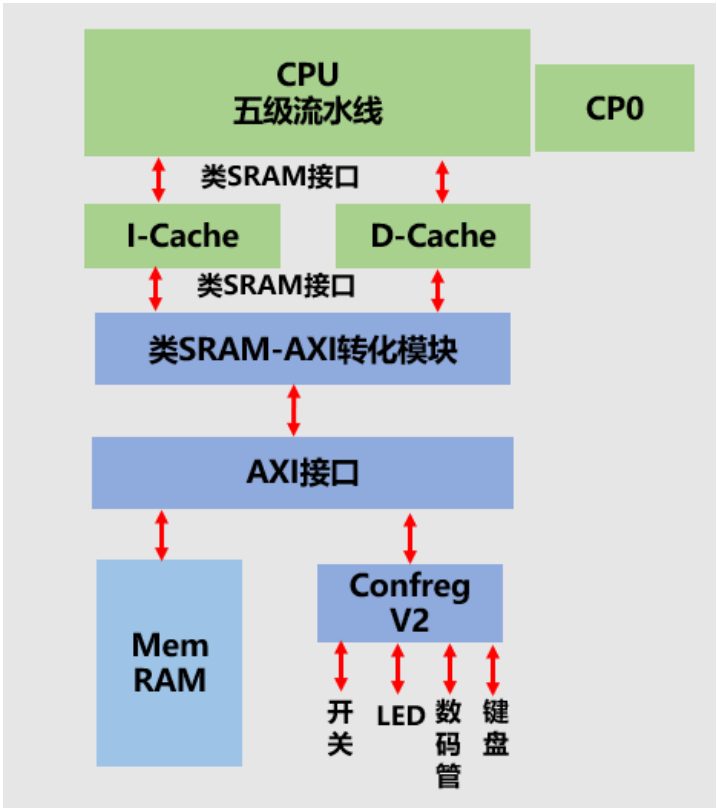 CPU
五级流水线
CP0
类SRAM接口
I-Cache
D-Cache
类SRAM接口
类SRAM-AXI转化模块
AXI接口
Mem
RAM
Confreg
V2
开关
LED
数码管
键盘